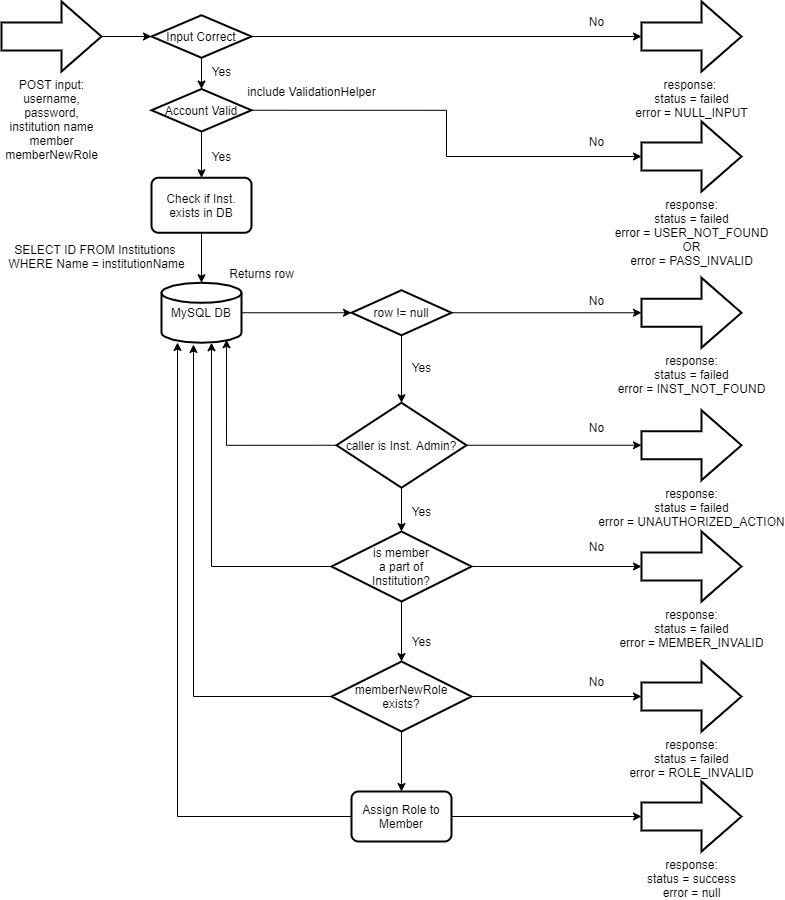 Input Correct
No
Yes
POST input:
username,
password,
institution name
member
memberNewRole
response:
status = failed
error = NULL_INPUT
include ValidationHelper
Account Valid
No
Yes
Check if Inst.
exists in DB
response:
status = failed
error = USER_NOT_FOUND
OR
error = PASS_INVALID
SELECT ID FROM Institutions
WHERE Name = institutionName
Returns row
MySQL DB
row != null
No
Yes
response:
status = failed
error = INST_NOT_FOUND
caller is Inst. Admin?
No
Yes
response:
status = failed
error = UNAUTHORIZED_ACTION
is member
a part of
Institution?
No
Yes
response:
status = failed
error = MEMBER_INVALID
memberNewRole
exists?
No
response:
status = failed
error = ROLE_INVALID
Assign Role to
Member
response:
status = success
error = null